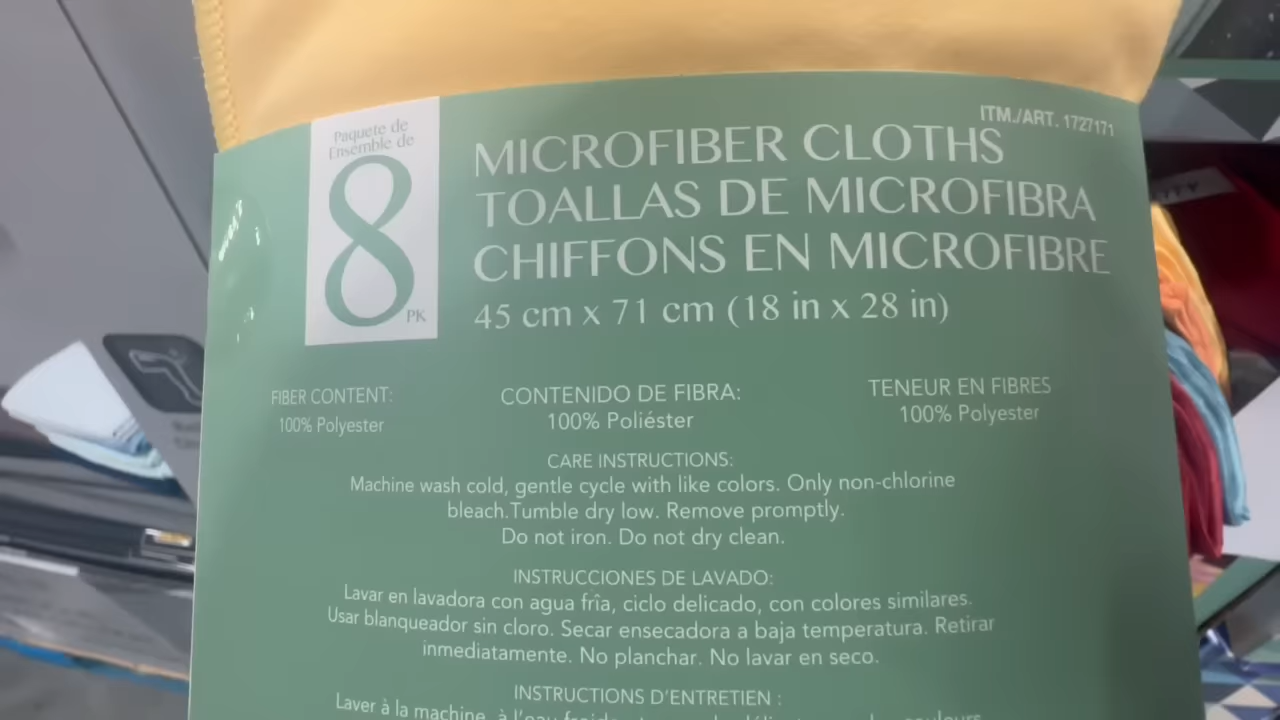 ITM./ART. 1727171
Paquete de
Ensemble de
8
PK
MICROFIBER CLOTHS
TOALLAS DE MICROFIBRA
CHIFFONS EN MICROFIBRE
45 cm x 71 cm (18 in x 28 in)
FIBER CONTENT:
100% Polyester
CONTENIDO DE FIBRA:
100% Poliéster
TENEUR EN FIBRES
100% Polyester
CARE INSTRUCTIONS:
Machine wash cold, gentle cycle with like colors. Only non-chlorine
bleach.Tumble dry low. Remove promptly.
Do not iron. Do not dry clean.
INSTRUCCIONES DE LAVADO:
Lavar en lavadora con agua frîa, ciclo delicado, con colores similares.
Usar blanqueador sin cloro. Secar ensecadora a baja temperatura. Retirar
inmediatamente. No planchar. No lavar en seco.
INSTRUCTIONS D'ENTRETIEN :
Laver à la machine, à l'eau